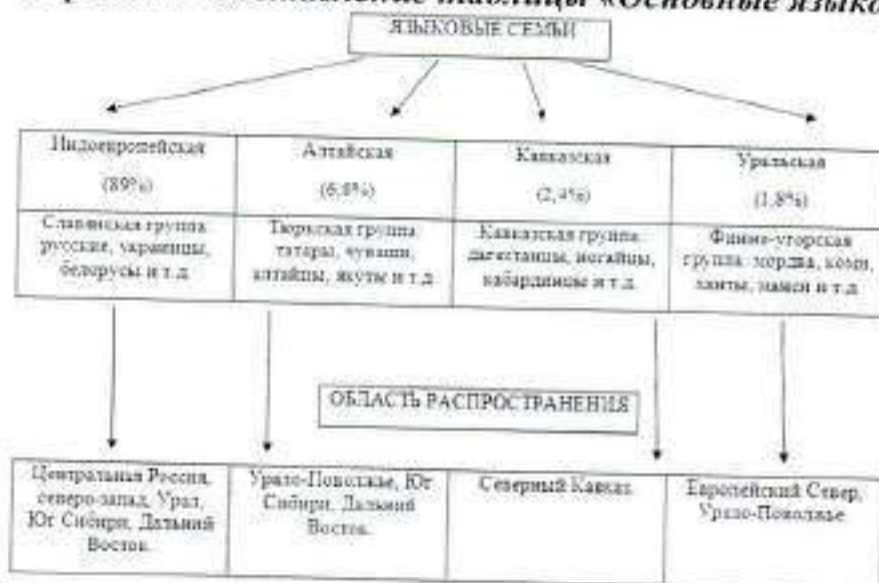 таблицы «Основные языко
ЯЗЫКОВЫЕ СЕМЬИ
Индоевропейская
(89%)
Алтайская
(6,8%)
Кавказская
(2,4%)
Уральская
(1,8%)
Славянская группа
русские, украинцы,
белорусы и т.д.
Тюркская группа
татары, чуваши,
алтайцы, якуты и т.д.
Кавказская группа
дагестанцы, ногайцы,
кабардинцы и т.д.
Финно-угорская
группа мордва, коми,
ханты, манси и т.д.
ОБЛАСТЬ РАСПРОСТРАНЕНИЯ
Центральная Россия,
северо-запад, Урал,
Юг Сибири, Дальний
Восток.
Урало-Поволжье, Юг
Сибири, Дальний
Восток.
Северный Кавказ
Европейский Север,
Урало-Поволжье